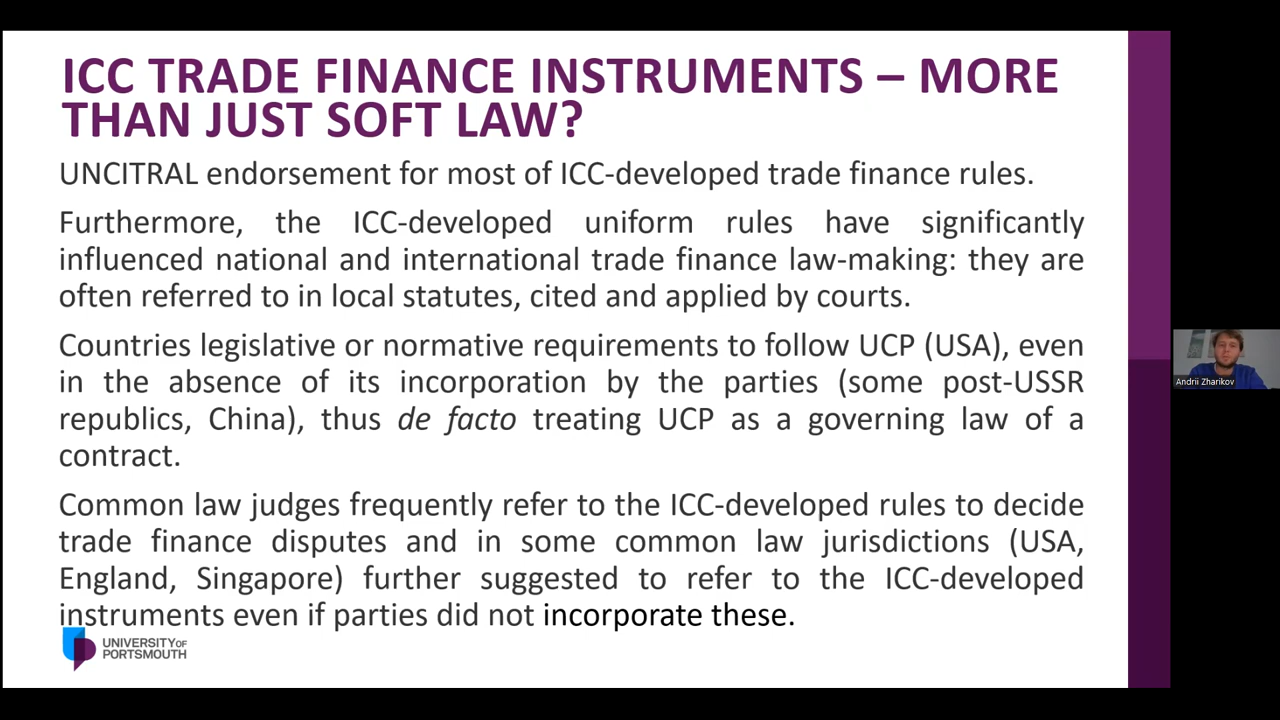 ICC TRADE FINANCE INSTRUMENTS – MORE
THAN JUST SOFT LAW?
UNCITRAL endorsement for most of ICC-developed trade finance rules.
Furthermore, the ICC-developed uniform rules have significantly
influenced national and international trade finance law-making: they are
often referred to in local statutes, cited and applied by courts.
Countries legislative or normative requirements to follow UCP (USA), even
in the absence of its incorporation by the parties (some post-USSR
republics, China), thus de facto treating UCP as a governing law of a
contract.
Common law judges frequently refer to the ICC-developed rules to decide
trade finance disputes and in some common law jurisdictions (USA,
England, Singapore) further suggested to refer to the ICC-developed
instruments even if parties did not incorporate these.
UNIVERSITY OF
PORTSMOUTH
Andrii Zharikov